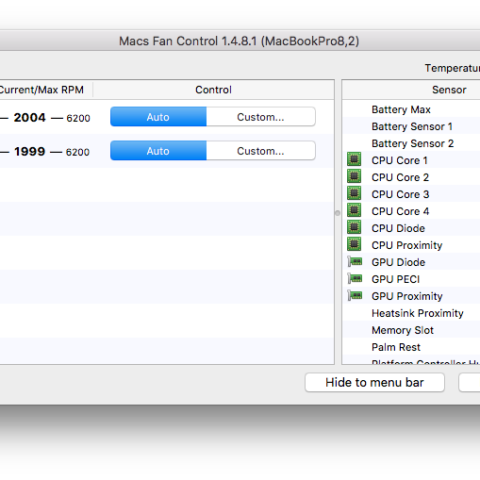 Macs Fan Control 1.4.8.1 (MacBookPro8,2)
Current/Max RPM
Control
— 2004 — 6200
Auto
Custom...
— 1999 — 6200
Auto
Custom...
Sensor
Battery Max
Battery Sensor 1
Battery Sensor 2
CPU Core 1
CPU Core 2
CPU Core 3
CPU Core 4
CPU Diode
CPU Proximity
GPU Diode
GPU PECI
GPU Proximity
Heatsink Proximity
Memory Slot
Palm Rest
Platform Controller
Hide to menu bar